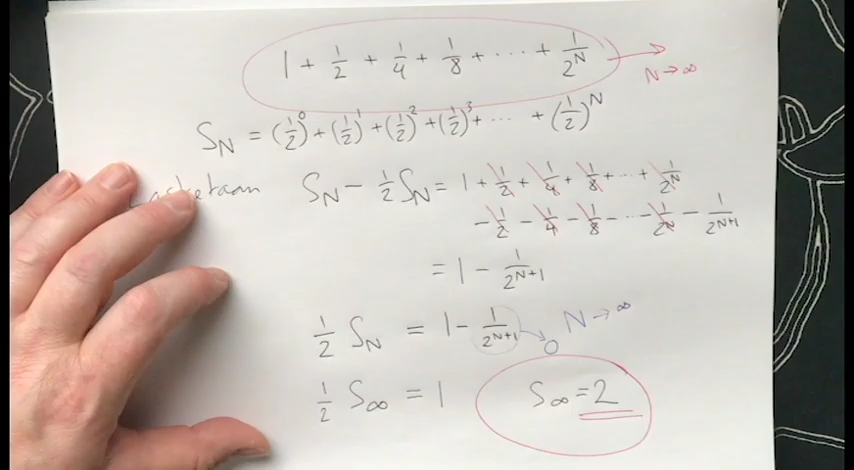 1 + 1/2 + 1/4 + 1/8 + ... + 1/2^N →
N → ∞
S_N = (1/2)^0 + (1/2)^1 + (1/2)^2 + (1/2)^3 + ... + (1/2)^N
Lasketaan S_N - 1/2 S_N = 1 + 1/2 + 1/4 + 1/8 + ... + 1/2^N
- 1/2 - 1/4 - 1/8 - ... - 1/2^N - 1/2^(N+1)
= 1 - 1/2^(N+1)
1/2 S_N = 1 - 1/2^(N+1) → 0 N → ∞
1/2 S_∞ = 1 S_∞ = 2